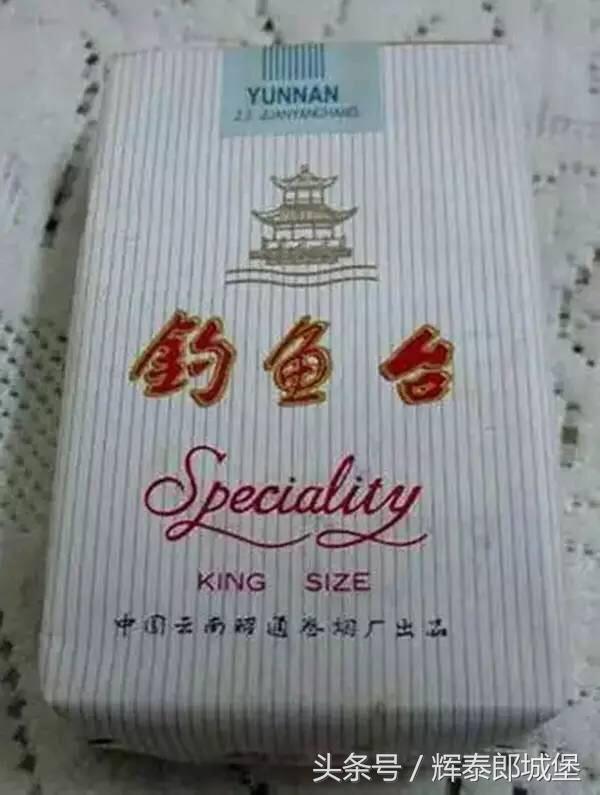 YUNNAN
Z.J. JUANYANCHANG
钓鱼台
Speciality
KING SIZE
中国云南昭通卷烟厂出品
头条号 / 辉泰郎城堡